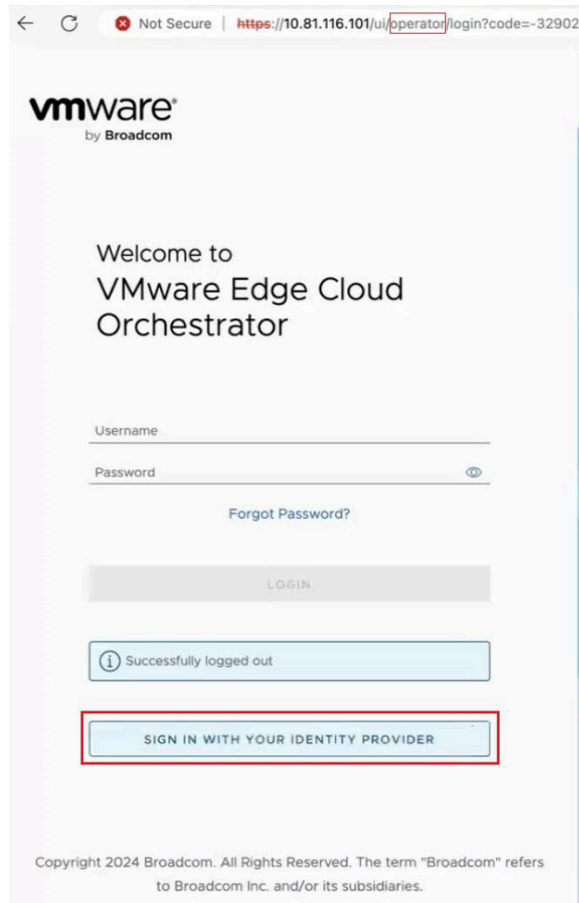 Not Secure | https://10.81.116.101/ui/operator/login?code=-32902
vmware®
by Broadcom
Welcome to
VMware Edge Cloud
Orchestrator
Username
Password
Forgot Password?
LOGIN
Successfully logged out
SIGN IN WITH YOUR IDENTITY PROVIDER
Copyright 2024 Broadcom. All Rights Reserved. The term "Broadcom" refers
to Broadcom Inc. and/or its subsidiaries.